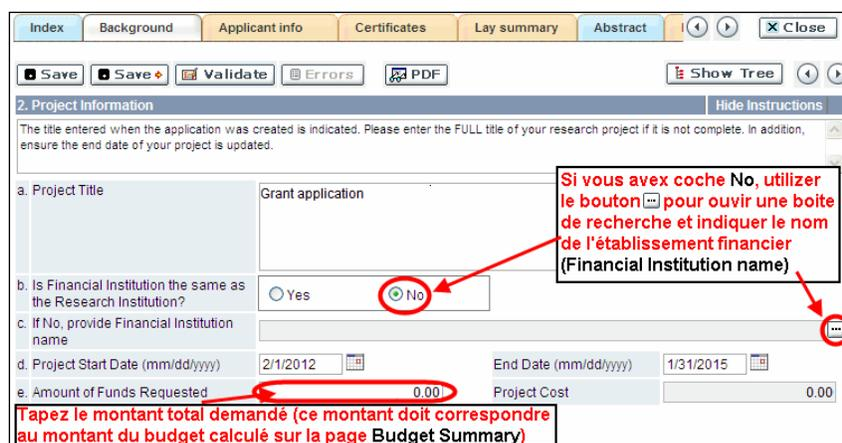 Index Background Applicant info Certificates Lay summary Abstract Close
Save Save Validate Errors PDF Show Tree
2. Project Information Hide Instructions
The title entered when the application was created is indicated. Please enter the FULL title of your research project if it is not complete. In addition,
ensure the end date of your project is updated.
a. Project Title Grant application
Si vous avex coche No, utilizer
le bouton ... pour ouvir une boite
de recherche et indiquer le nom
de l'établissement financier
(Financial Institution name)
b. Is Financial Institution the same as
the Research Institution?
Yes No
c. If No, provide Financial Institution
name
...
d. Project Start Date (mm/dd/yyyy) 2/1/2012 End Date (mm/dd/yyyy) 1/31/2015
e. Amount of Funds Requested 0.00 Project Cost 0.00
Tapez le montant total demandé (ce montant doit correspondre
au montant du budget calculé sur la page Budget Summary)